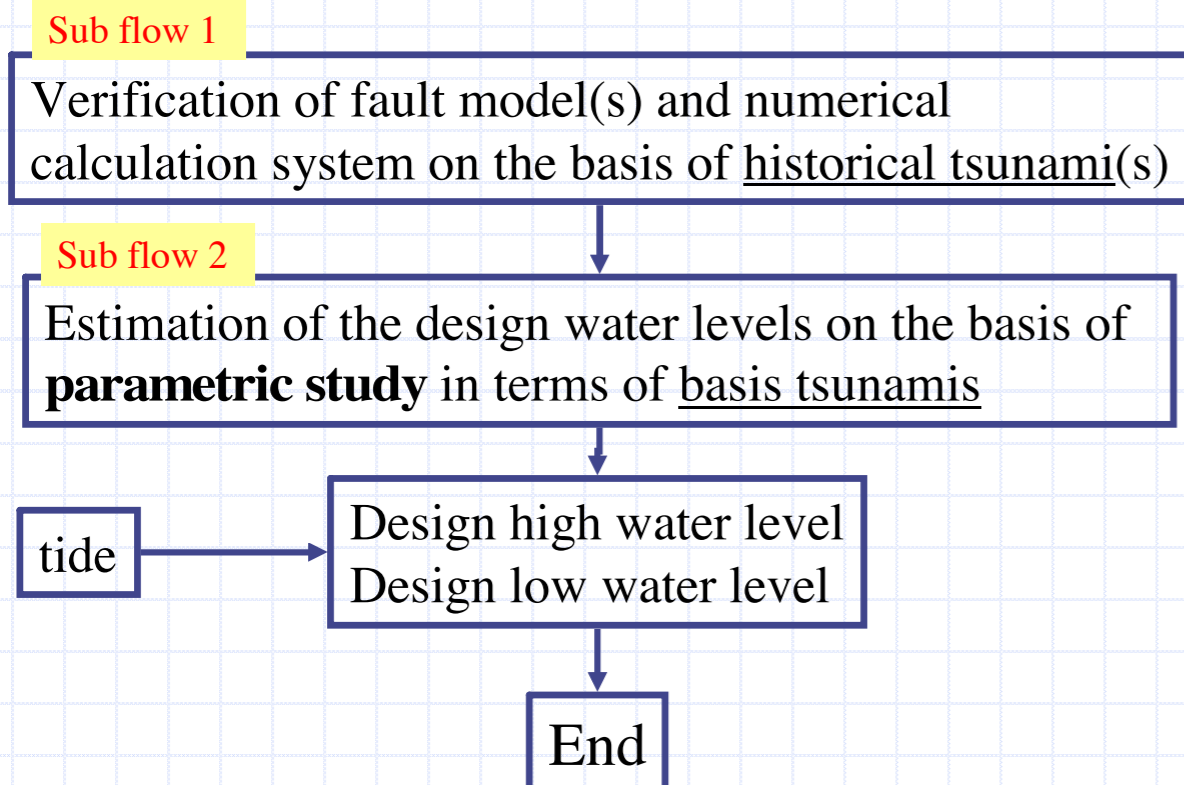 Sub flow 1
Verification of fault model(s) and numerical
calculation system on the basis of historical tsunami(s)
Sub flow 2
Estimation of the design water levels on the basis of
parametric study in terms of basis tsunamis
tide
Design high water level
Design low water level
End